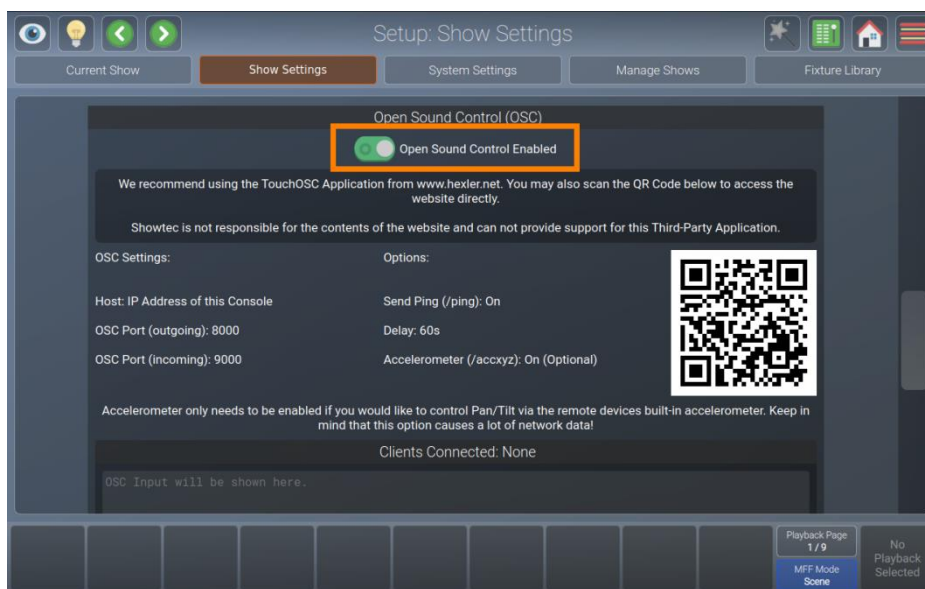 Setup: Show Settings
Current Show
Show Settings
System Settings
Manage Shows
Fixture Library
Open Sound Control (OSC)
Open Sound Control Enabled
We recommend using the TouchOSC Application from www.hexler.net. You may also scan the QR Code below to access the
website directly.
Showtec is not responsible for the contents of the website and can not provide support for this Third-Party Application.
OSC Settings:
Options:
Host: IP Address of this Console
Send Ping (/ping): On
OSC Port (outgoing): 8000
Delay: 60s
OSC Port (incoming): 9000
Accelerometer (/accxyz): On (Optional)
Accelerometer only needs to be enabled if you would like to control Pan/Tilt via the remote devices built-in accelerometer. Keep in
mind that this option causes a lot of network data!
Clients Connected: None
OSC Input will be shown here.
Playback Page
1 / 9
MFF Mode
Scene
No
Playback
Selected